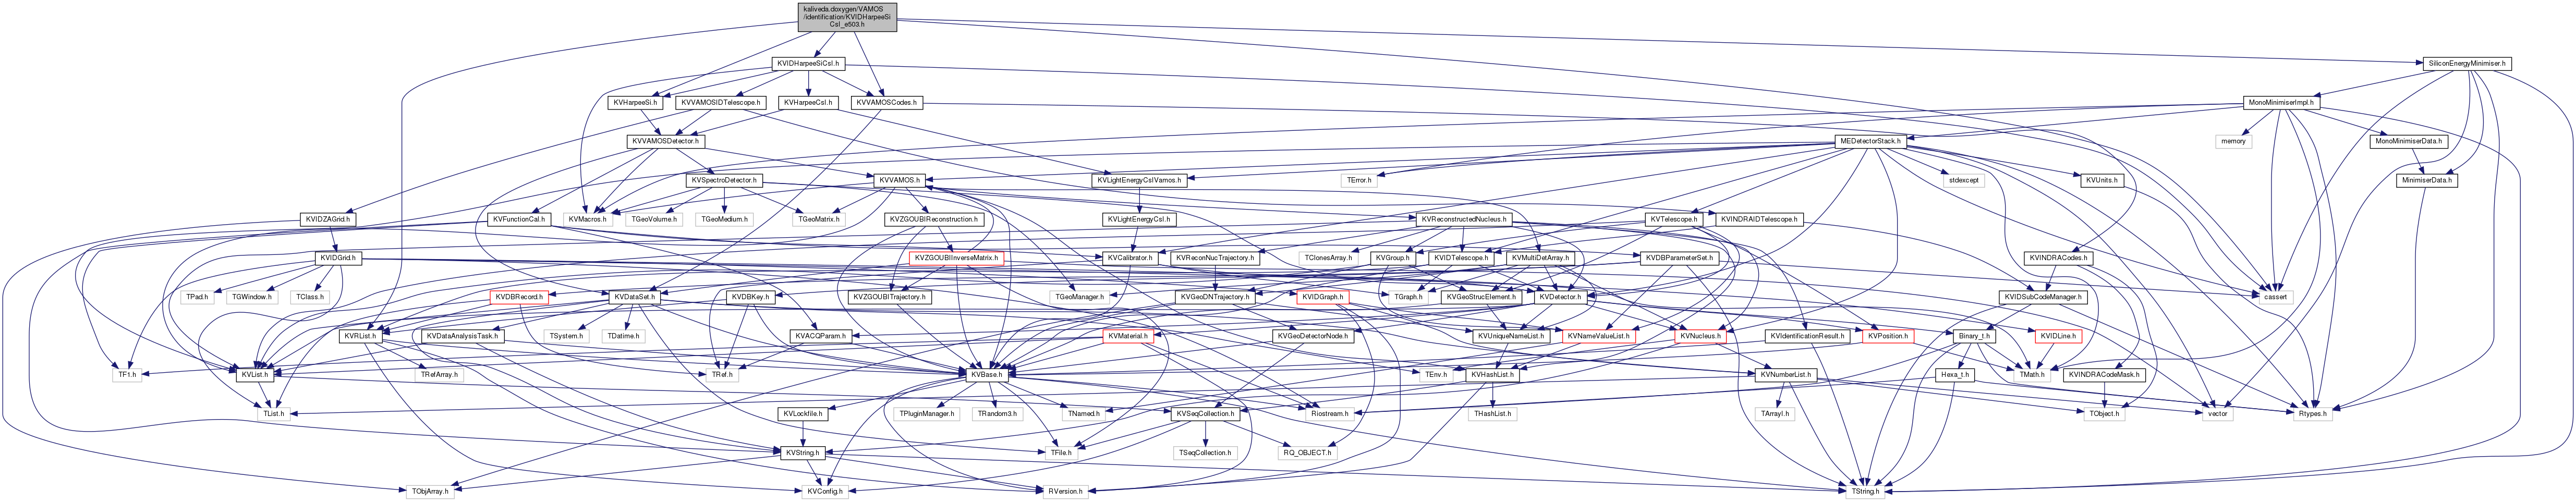 kaliveda.doxygen/VAMOS
/identification/KVIDHarpeeSi
CsI_e503.h
KVIDHarpeeSiCsI.h
SiliconEnergyMinimiser.h
KVHarpeeSi.h
KVVAMOSIDTelescope.h
KVHarpeeCsI.h
KVVAMOSCodes.h
MonoMinimiserImpl.h
KVVAMOSDetector.h
memory
MonoMinimiserData.h
MEDetectorStack.h
KVSpectroDetector.h
KVVAMOS.h
KVLightEnergyCsIVamos.h
TError.h
stdexcept
KVUnits.h
MinimiserData.h
KVIDZAGrid.h
KVFunctionCal.h
KVMacros.h
TGeoVolume.h
TGeoMedium.h
TGeoMatrix.h
KVZGOUBIReconstruction.h
KVLightEnergyCsI.h
KVReconstructedNucleus.h
KVTelescope.h
KVINDRAIDTelescope.h
KVIDGrid.h
KVZGOUBIInverseMatrix.h
KVCalibrator.h
KVReconNucTrajectory.h
TClonesArray.h
KVGroup.h
KVIDTelescope.h
KVMultiDetArray.h
KVDBParameterSet.h
KVINDRACodes.h
TPad.h
TGWindow.h
TClass.h
KVDBRecord.h
KVDataSet.h
KVDBKey.h
KVZGOUBITrajectory.h
TGeoManager.h
KVGeoDNTrajectory.h
KVIDGraph.h
TGraph.h
KVGeoStrucElement.h
KVDetector.h
KVIDSubCodeManager.h
cassert
KVRList.h
KVDataAnalysisTask.h
TSystem.h
TDatime.h
KVACQParam.h
KVMaterial.h
KVGeoDetectorNode.h
KVUniqueNameList.h
KVNameValueList.h
KVNucleus.h
KVPosition.h
KVIdentificationResult.h
Binary_t.h
KVIDLine.h
TF1.h
KVList.h
TRefArray.h
TRef.h
KVBase.h
TEnv.h
KVHashList.h
KVNumberList.h
Hexa_t.h
TMath.h
KVINDRACodeMask.h
TList.h
KVLockfile.h
TPluginManager.h
TRandom3.h
TNamed.h
KVSeqCollection.h
Riostream.h
THashList.h
TArrayI.h
TObject.h
vector
Rtypes.h
KVString.h
TFile.h
TSeqCollection.h
RQ_OBJECT.h
TObjArray.h
KVConfig.h
RVersion.h
TString.h